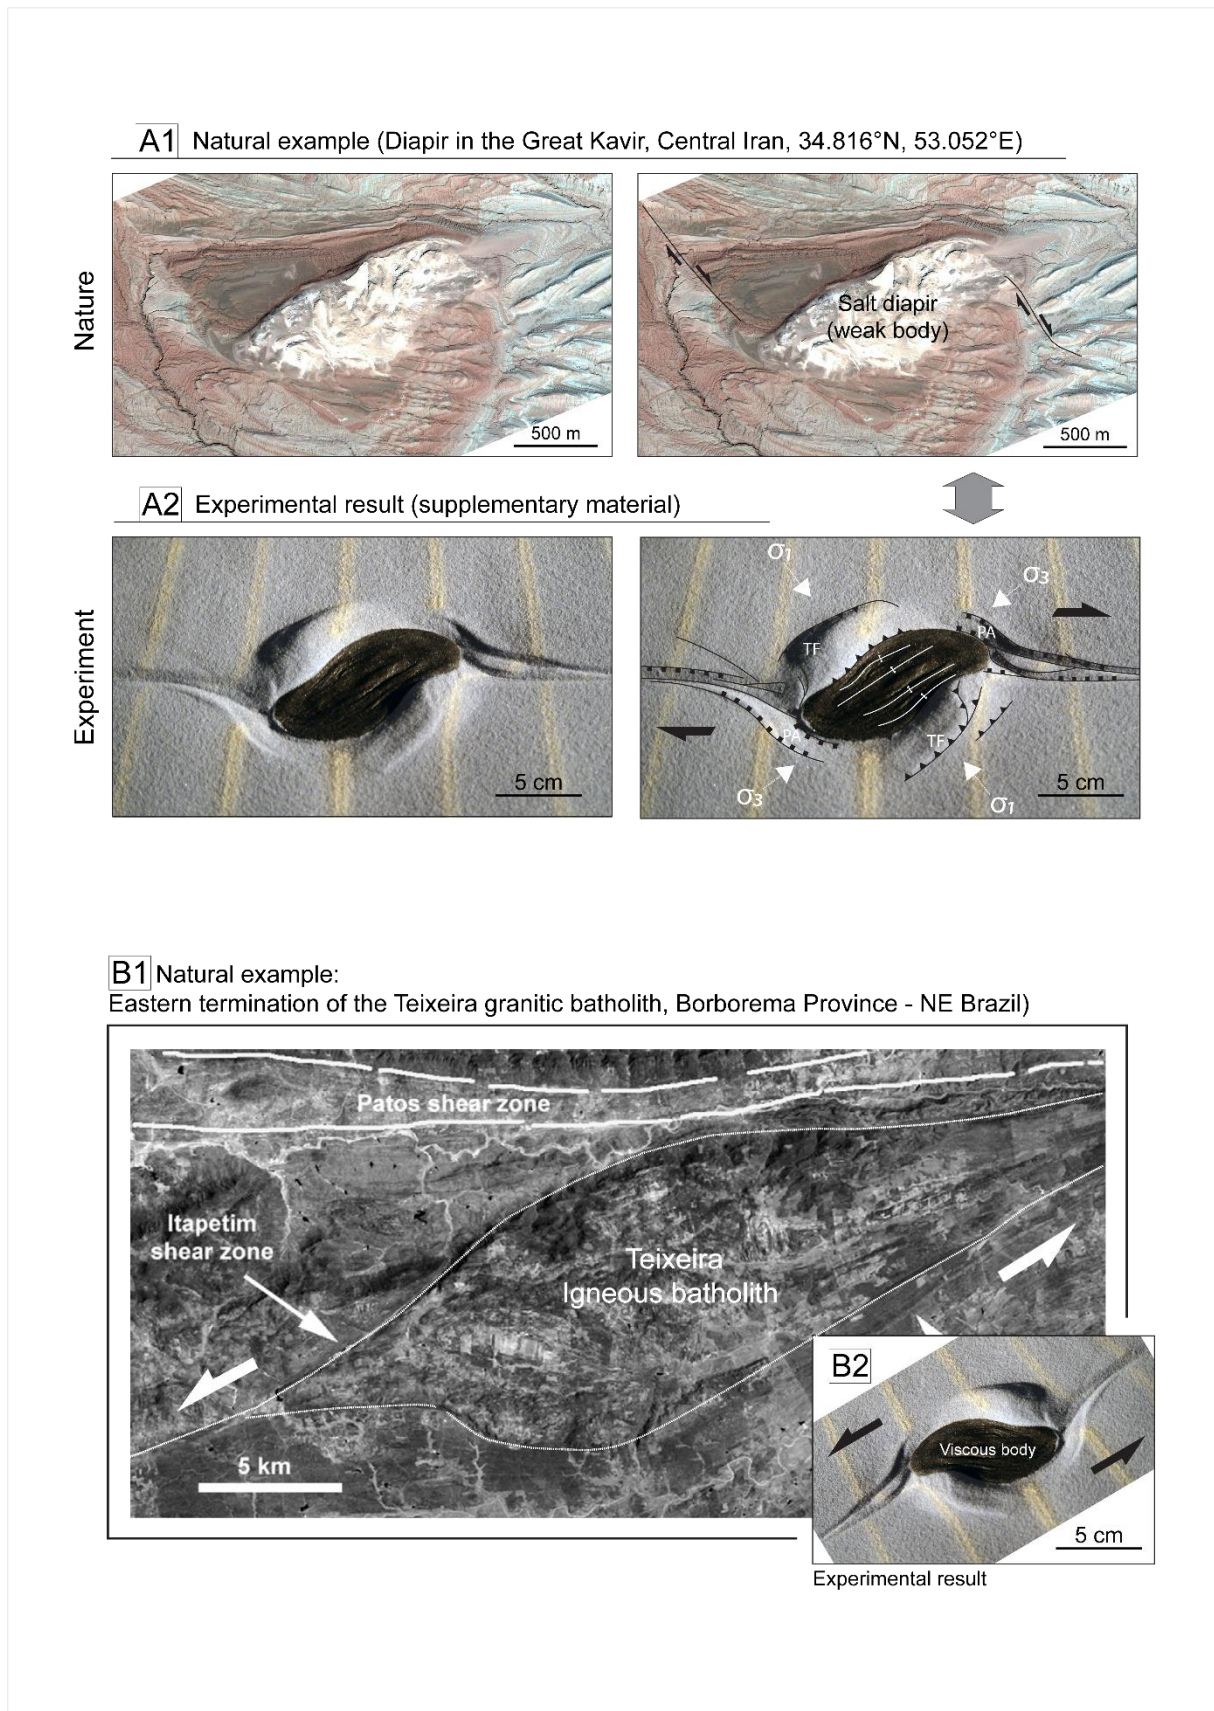 A1 Natural example (Diapir in the Great Kavir, Central Iran, 34.816°N, 53.052°E)
Nature
500 m
Salt diapir
(weak body)
500 m
A2 Experimental result (supplementary material)
Experiment
5 cm
σ1
σ3
PA
TF
PA
TF
σ3
σ1
5 cm
B1 Natural example:
Eastern termination of the Teixeira granitic batholith, Borborema Province - NE Brazil)
Patos shear zone
Itapetim
shear zone
Teixeira
Igneous batholith
5 km
B2
Viscous body
5 cm
Experimental result